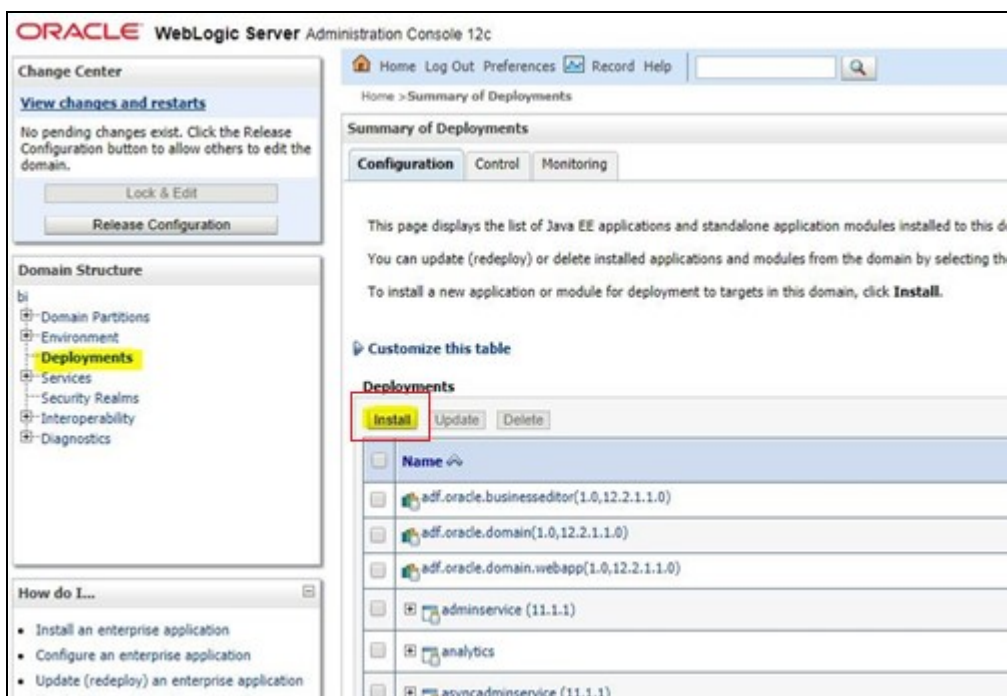 ORACLE WebLogic Server Administration Console 12c
Change Center
View changes and restarts
No pending changes exist. Click the Release
Configuration button to allow others to edit the
domain.
Lock & Edit
Release Configuration
Domain Structure
bi
Domain Partitions
Environment
Deployments
Services
Security Realms
Interoperability
Diagnostics
How do I...
Install an enterprise application
Configure an enterprise application
Update (redeploy) an enterprise application
Home Log Out Preferences Record Help
Home >Summary of Deployments
Summary of Deployments
Configuration Control Monitoring
This page displays the list of Java EE applications and standalone application modules installed to this
You can update (redeploy) or delete installed applications and modules from the domain by selecting
To install a new application or module for deployment to targets in this domain, click Install.
Customize this table
Deployments
Install Update Delete
Name
adf.oracle.businesseditor(1.0,12.2.1.1.0)
adf.oracle.domain(1.0,12.2.1.1.0)
adf.oracle.domain.webapp(1.0,12.2.1.1.0)
adminservice (11.1.1)
analytics
asyncadminservice (11.1.1)